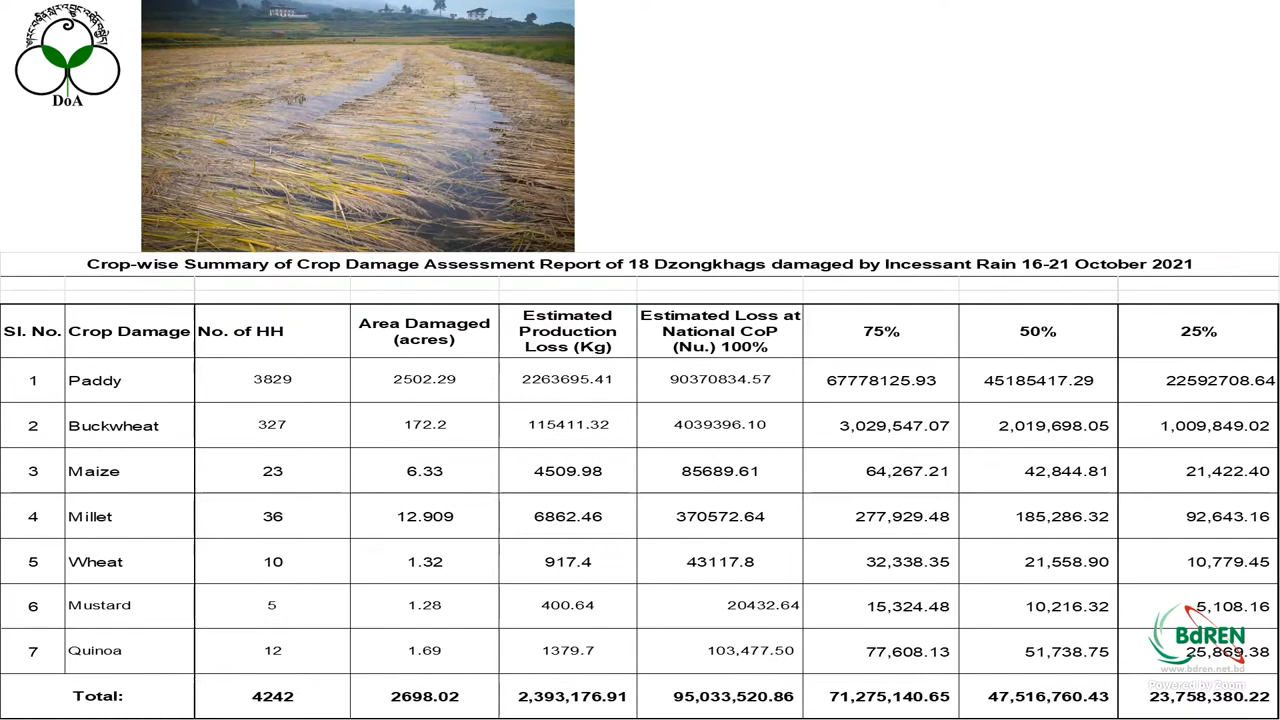 DoA
Crop-wise Summary of Crop Damage Assessment Report of 18 Dzongkhags damaged by Incessant Rain 16-21 October 2021
Sl. No. Crop Damage No. of HH Area Damaged (acres) Estimated Production Loss (Kg) Estimated Loss at National CoP (Nu.) 100% 75% 50% 25%
1 Paddy 3829 2502.29 2263695.41 90370834.57 67778125.93 45185417.29 22592708.64
2 Buckwheat 327 172.2 115411.32 4039396.10 3,029,547.07 2,019,698.05 1,009,849.02
3 Maize 23 6.33 4509.98 85689.61 64,267.21 42,844.81 21,422.40
4 Millet 36 12.909 6862.46 370572.64 277,929.48 185,286.32 92,643.16
5 Wheat 10 1.32 917.4 43117.8 32,338.35 21,558.90 10,779.45
6 Mustard 5 1.28 400.64 20432.64 15,324.48 10,216.32 5,108.16
7 Quinoa 12 1.69 1379.7 103,477.50 77,608.13 51,738.75 25,869.38
Total: 4242 2698.02 2,393,176.91 95,033,520.86 71,275,140.65 47,516,760.43 23,758,380.22
BdREN
www.bdren.net.bd
Powered by Zoom